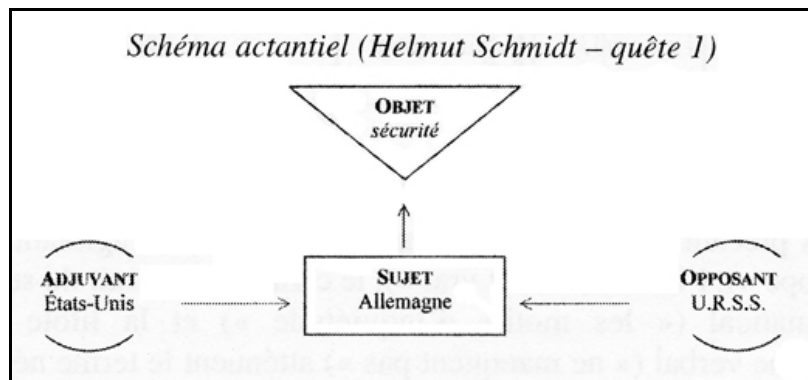 Schéma actantiel (Helmut Schmidt – quête 1)
OBJET
sécurité
ADJUVANT
États-Unis
SUJET
Allemagne
OPPOSANT
U.R.S.S.